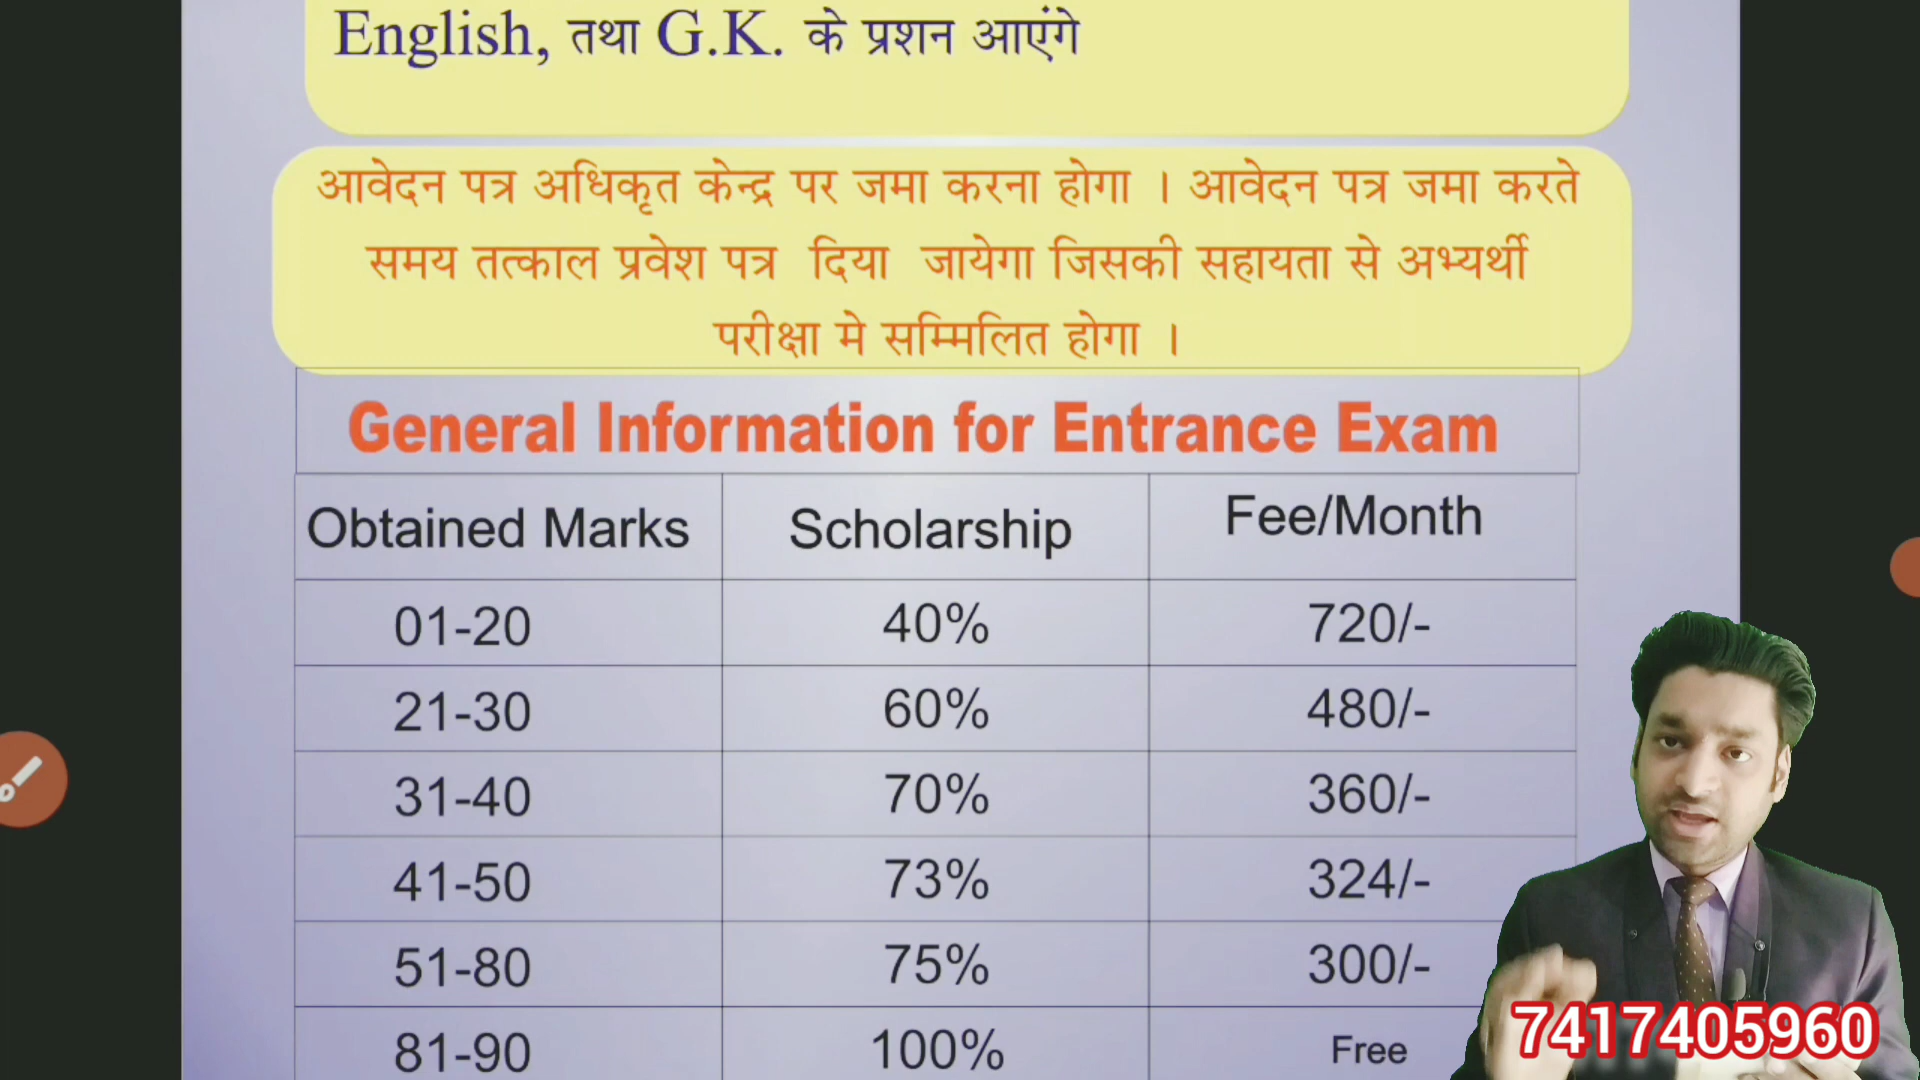 English, तथा G.K. के प्रशन आएंगे
आवेदन पत्र अधिकृत केन्द्र पर जमा करना होगा । आवेदन पत्र जमा करते
समय तत्काल प्रवेश पत्र दिया जायेगा जिसकी सहायता से अभ्यर्थी
परीक्षा मे सम्मिलित होगा ।
General Information for Entrance Exam
Obtained Marks Scholarship Fee/Month
01-20 40% 720/-
21-30 60% 480/-
31-40 70% 360/-
41-50 73% 324/-
51-80 75% 300/-
81-90 100% Free
7417405960